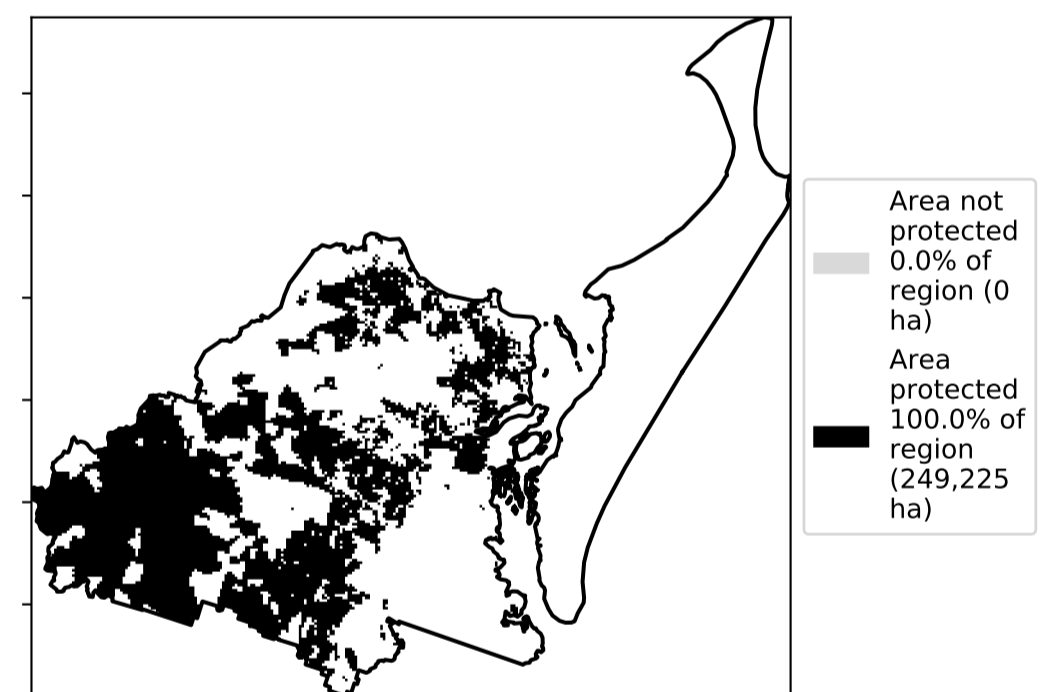 Area not
protected
0.0% of
region (0
ha)
Area
protected
100.0% of
region
(249,225
ha)